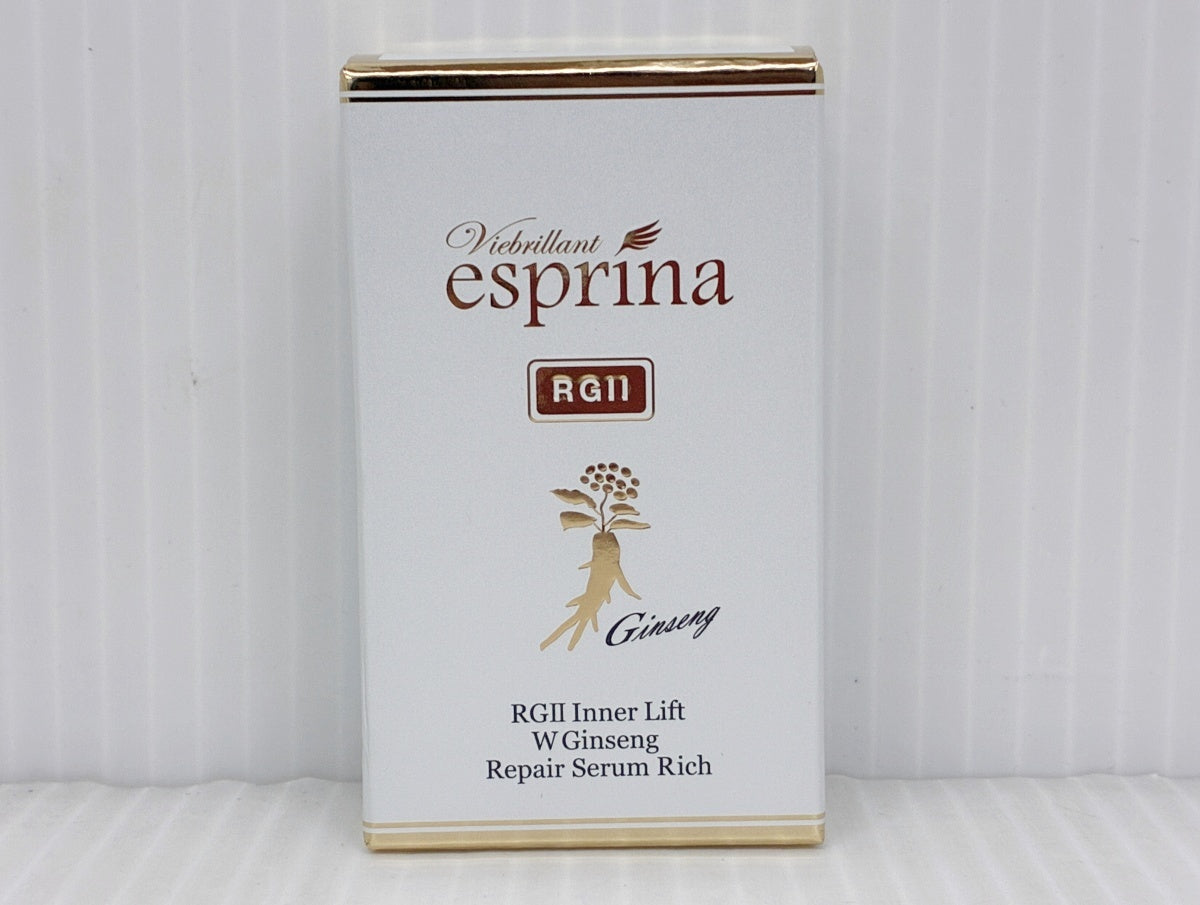 Viebrillant
esprina
RGII
Ginseng
RGII Inner Lift
W Ginseng
Repair Serum Rich